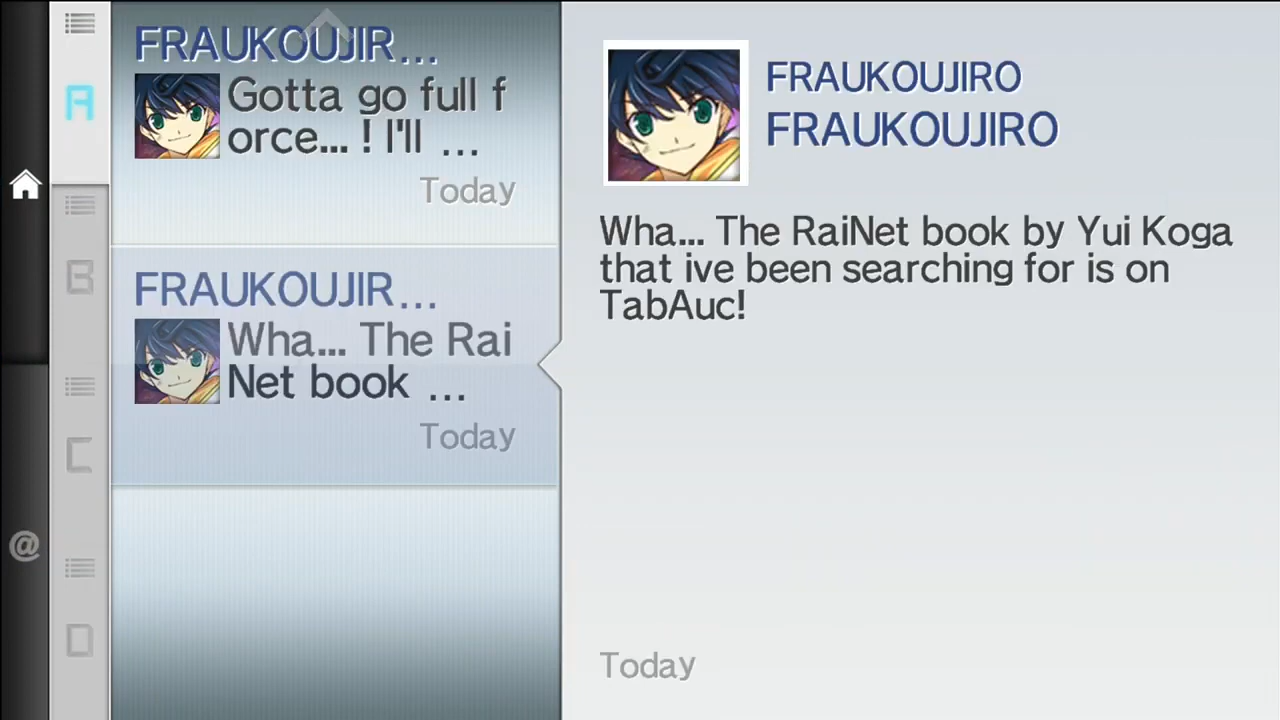 A
B
C
D
@
FRAUKOUJIR...
Gotta go full f
orce... ! I'll ...
Today
FRAUKOUJIR...
Wha... The Rai
Net book ...
Today
FRAUKOUJIRO
FRAUKOUJIRO
Wha... The RaiNet book by Yui Koga
that ive been searching for is on
TabAuc!
Today